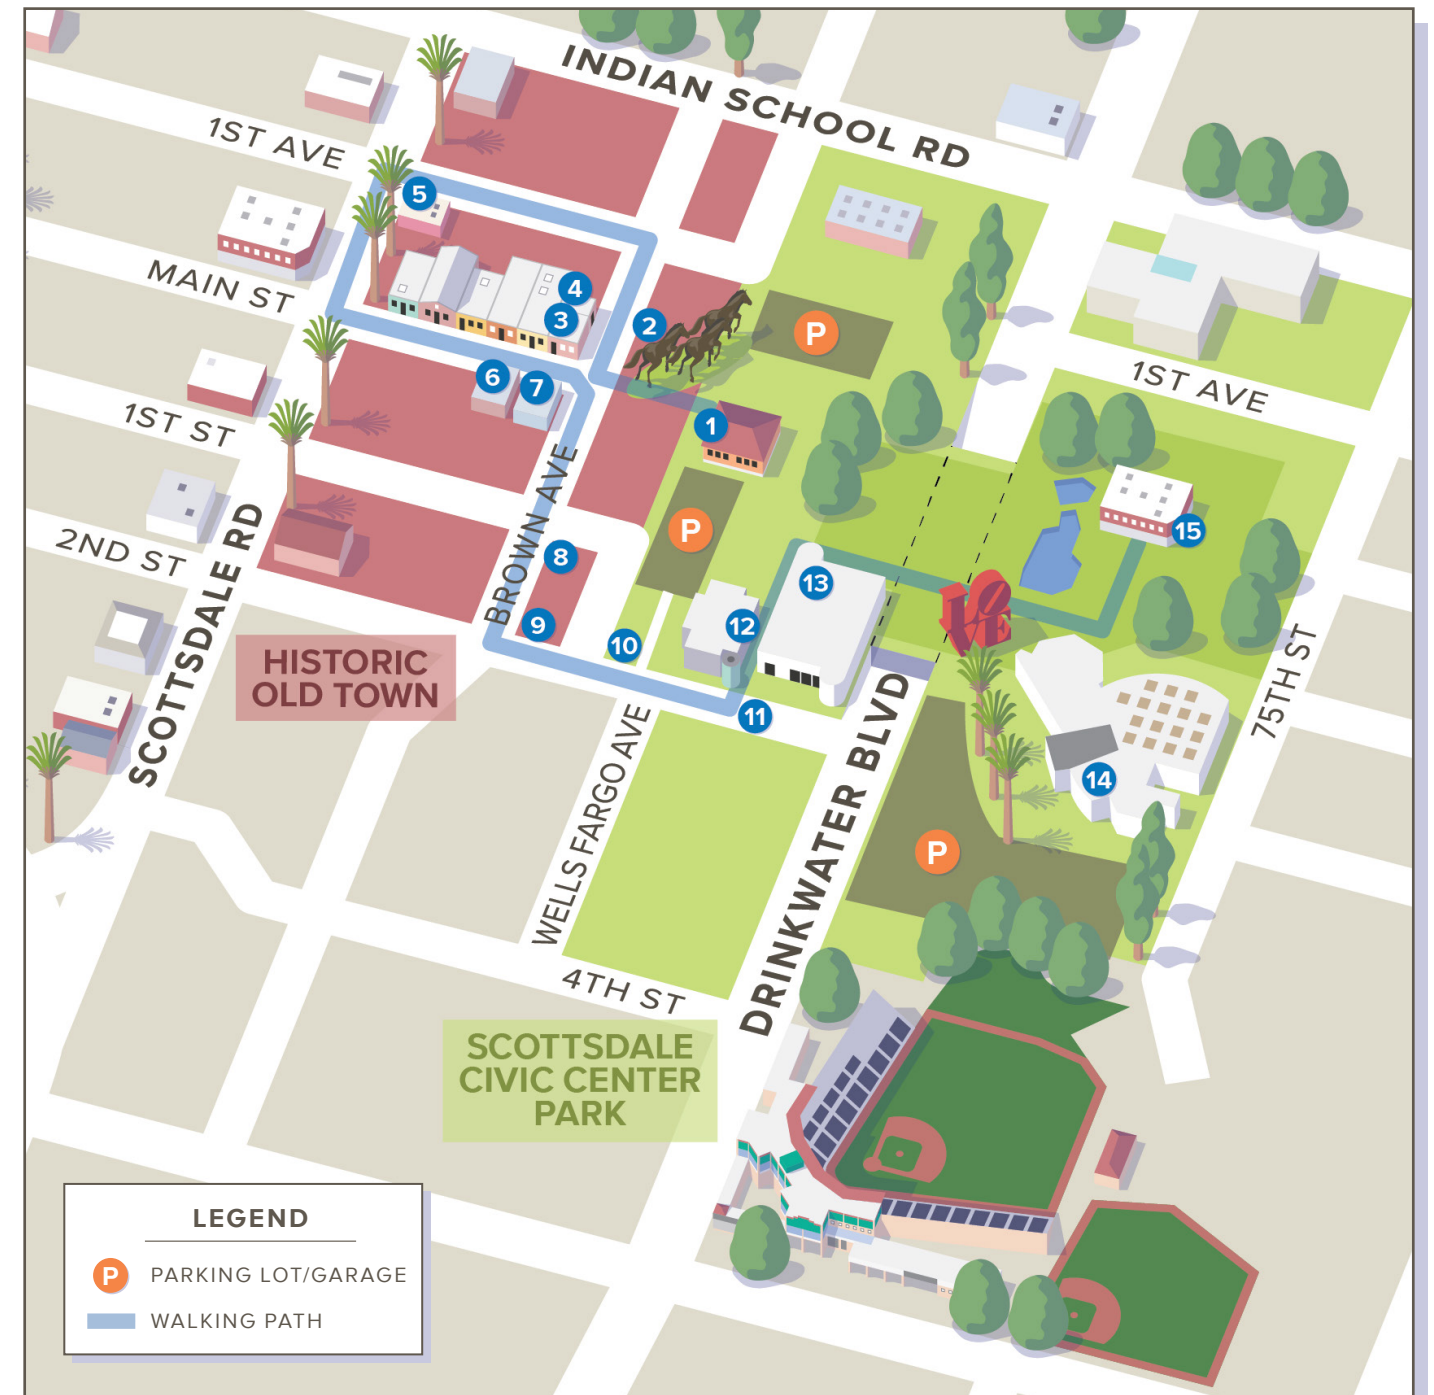 INDIAN SCHOOL RD
1ST AVE
5
MAIN ST
4
3
2
P
6
7
1
1ST AVE
1ST ST
BROWN AVE
P
15
2ND ST
SCOTTSDALE RD
8
13
9
12
10
LOVE
HISTORIC
OLD TOWN
11
75TH ST
14
WELLS FARGO AVE
DRINKWATER BLVD
P
4TH ST
SCOTTSDALE
CIVIC CENTER
PARK
LEGEND
P PARKING LOT/GARAGE
WALKING PATH